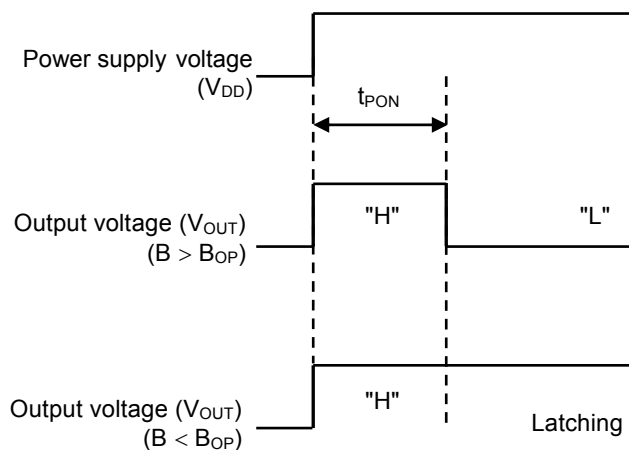 Power supply voltage
(VDD)
tPON
Output voltage (VOUT)
(B > BOP)
"H"
"L"
Output voltage (VOUT)
(B < BOP)
"H"
Latching